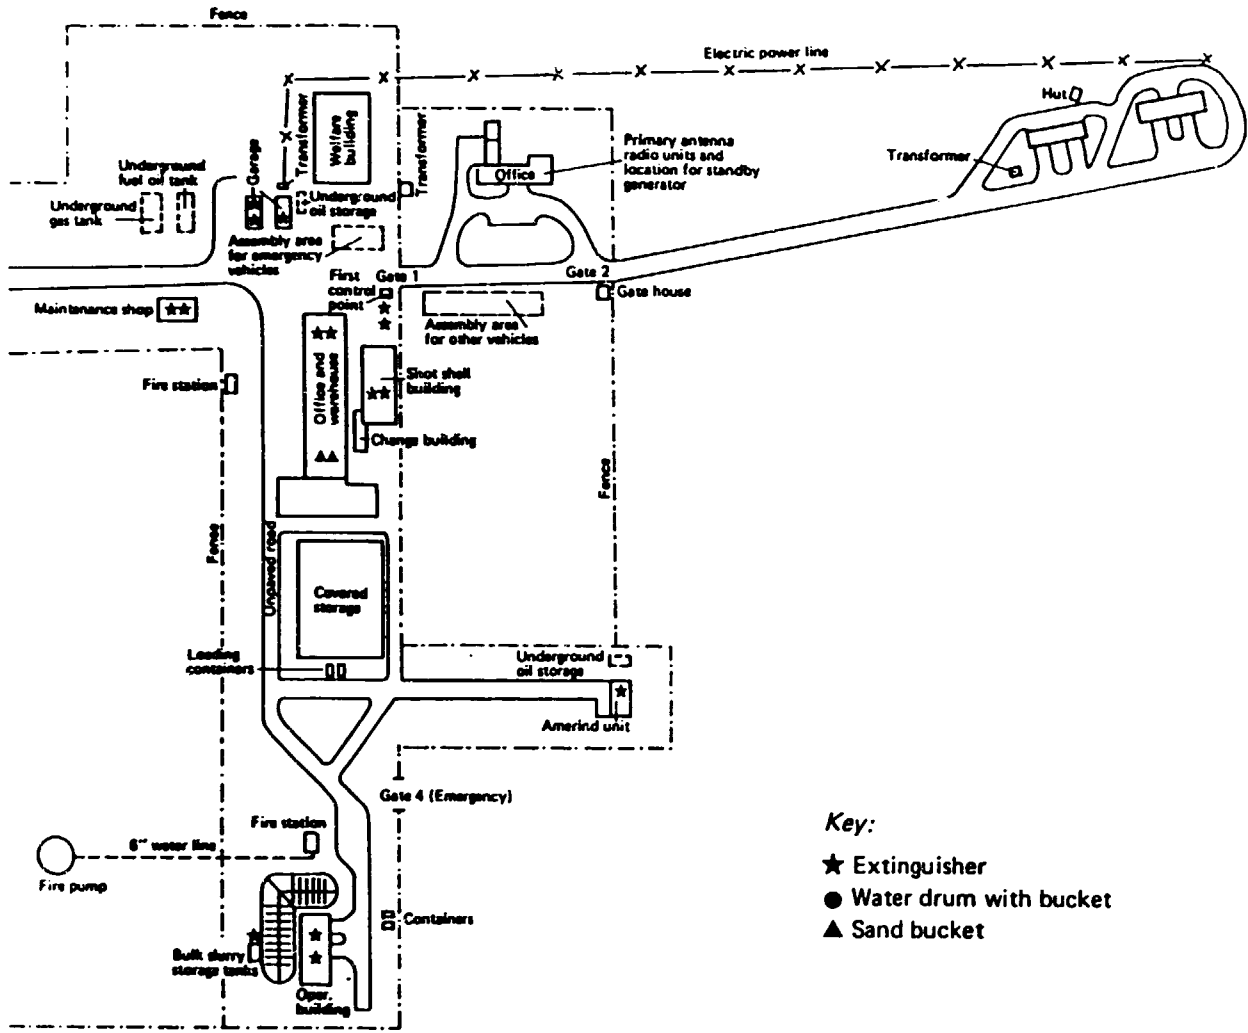 Fence
Electric power line
Hut
Transformer
Welfare
building
Transformer
Primary antenna
radio units and
location for standby
generator
Transformer
Garage
Underground
fuel oil tank
Office
Underground
gas tank
Underground
oil storage
Assembly area
for emergency
vehicles
First
control
point
Gate 1
Gate 2
Gate house
Maintenance shop
Assembly area
for other vehicles
Fire station
Office and
warehouse
Shot shell
building
Change building
Fence
Fence
Unpaved road
Covered
storage
Loading
containers
Underground
oil storage
Amerind unit
Gate 4 (Emergency)
Fire station
6" water line
Fire pump
Containers
Bulk slurry
storage tanks
Oper.
building
Key:
★ Extinguisher
● Water drum with bucket
▲ Sand bucket